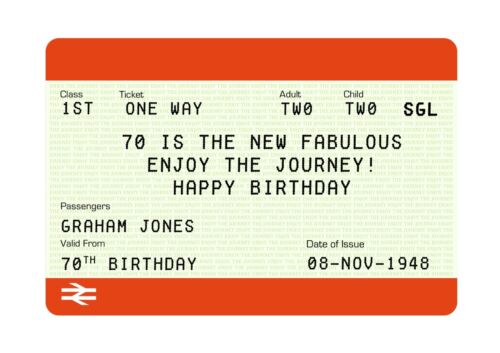 Class Ticket Adult Child
1ST ONE WAY TWO TWO SGL
70 IS THE NEW FABULOUS
ENJOY THE JOURNEY!
HAPPY BIRTHDAY
Passengers
GRAHAM JONES
Valid From Date of Issue
70TH BIRTHDAY 08-NOV-1948